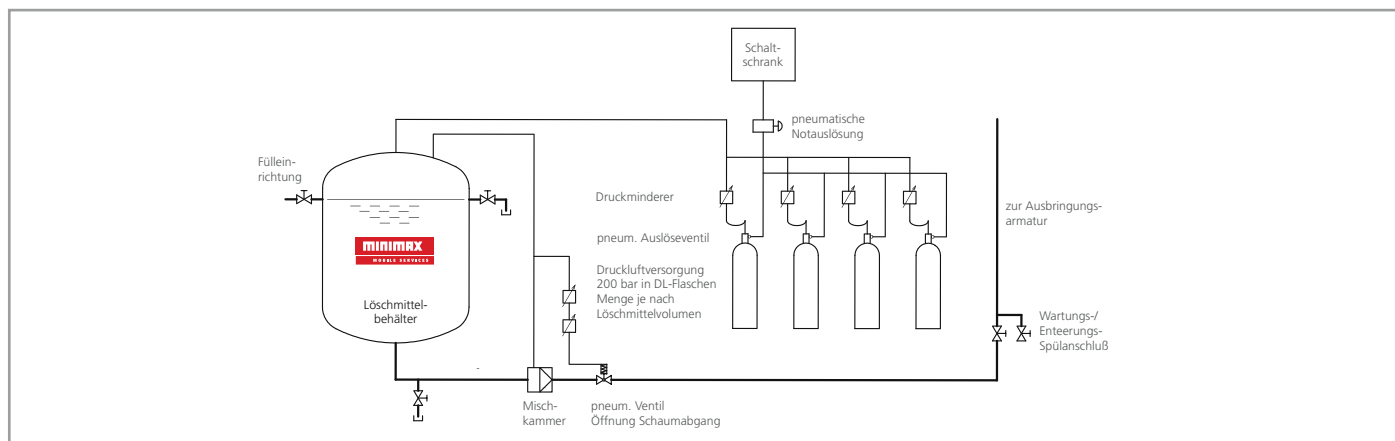 Schalt-
schrank
pneumatische
Notauslösung
Füllein-
richtung
Druckminderer
zur Ausbringungs-
armatur
pneum. Auslöseventil
MINIMAX
MOBILE SERVICES
Druckluftversorgung
200 bar in DL-Flaschen
Menge je nach
Löschmittelvolumen
Löschmittel-
behälter
Wartungs-/
Enteerungs-
Spülanschluß
Misch-
kammer
pneum. Ventil
Öffnung Schaumabgang